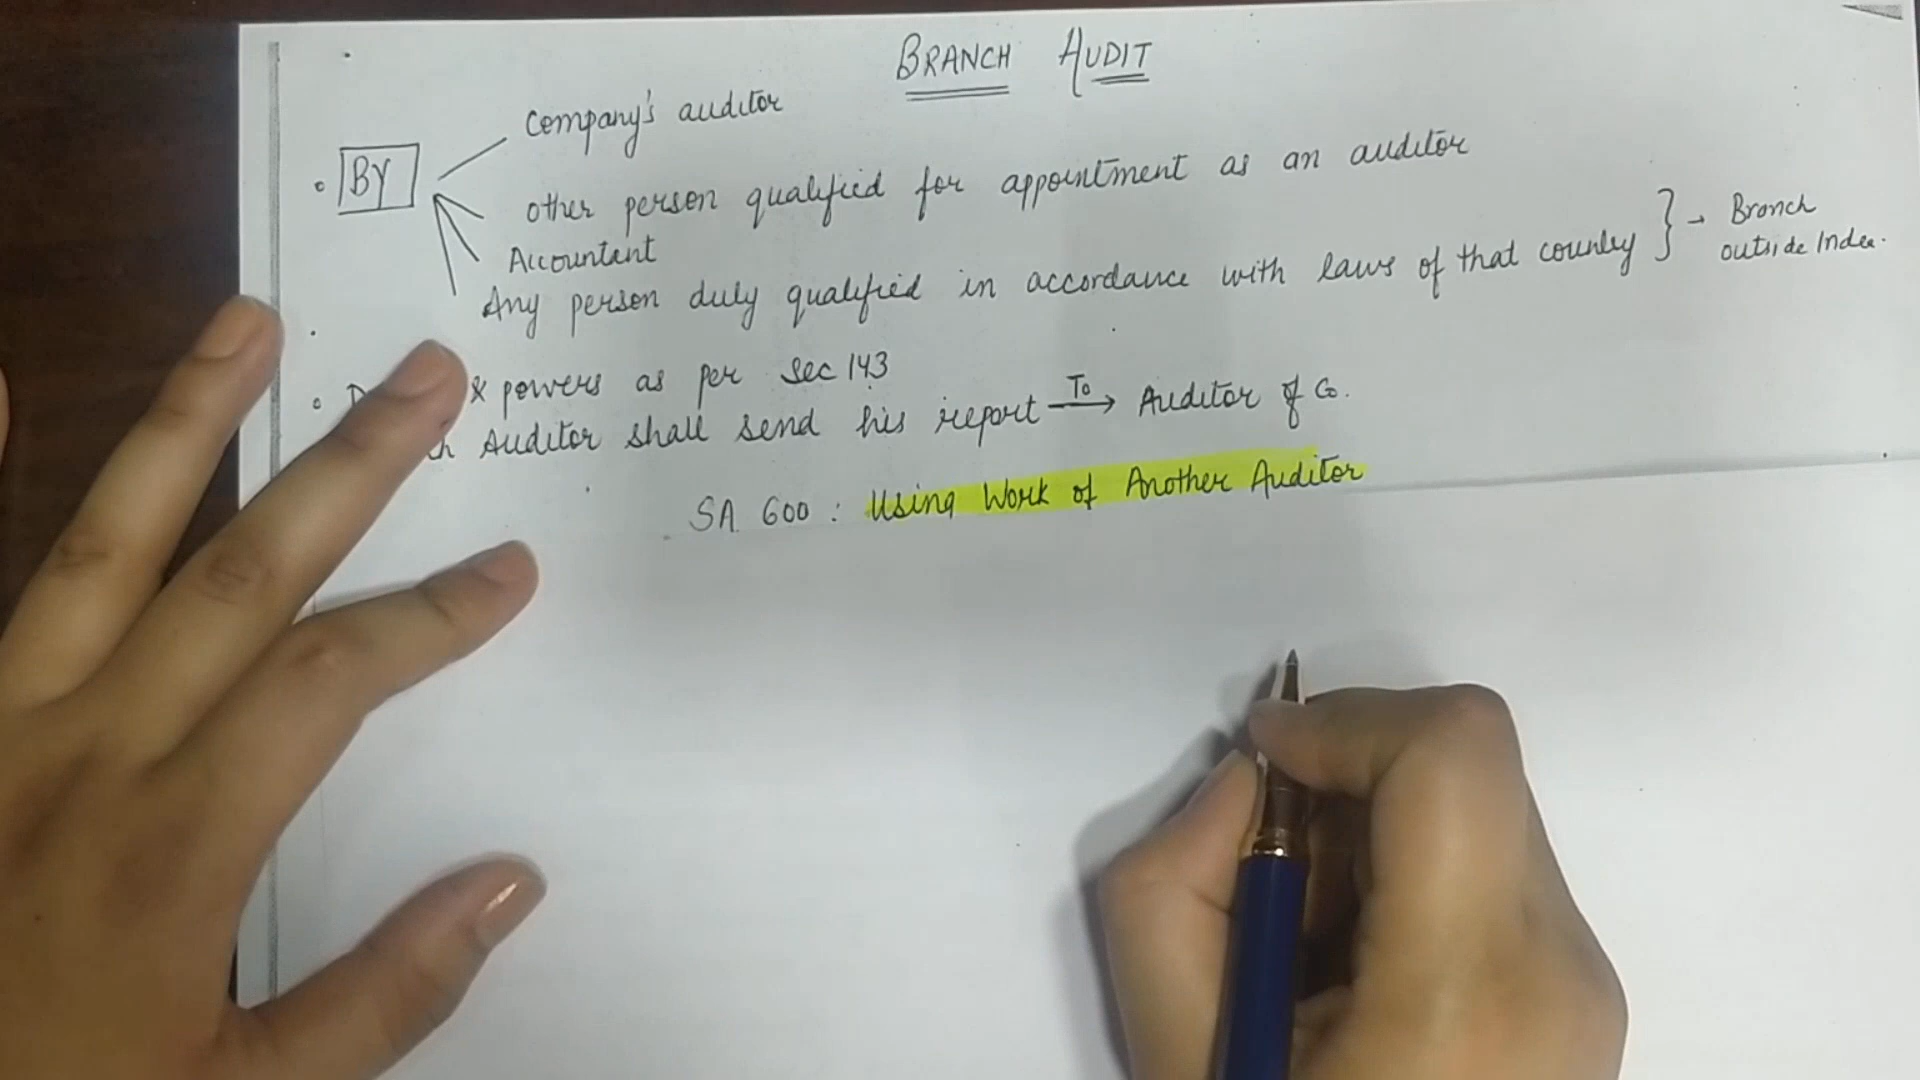 BRANCH AUDIT
BY
Company's auditor
other person qualified for appointment as an auditor
Accountant
Any person duly qualified in accordance with laws of that country } → Branch outside India.
& powers as per Sec 143
Auditor shall send his report To → Auditor of Co.
SA 600 : Using Work of Another Auditor